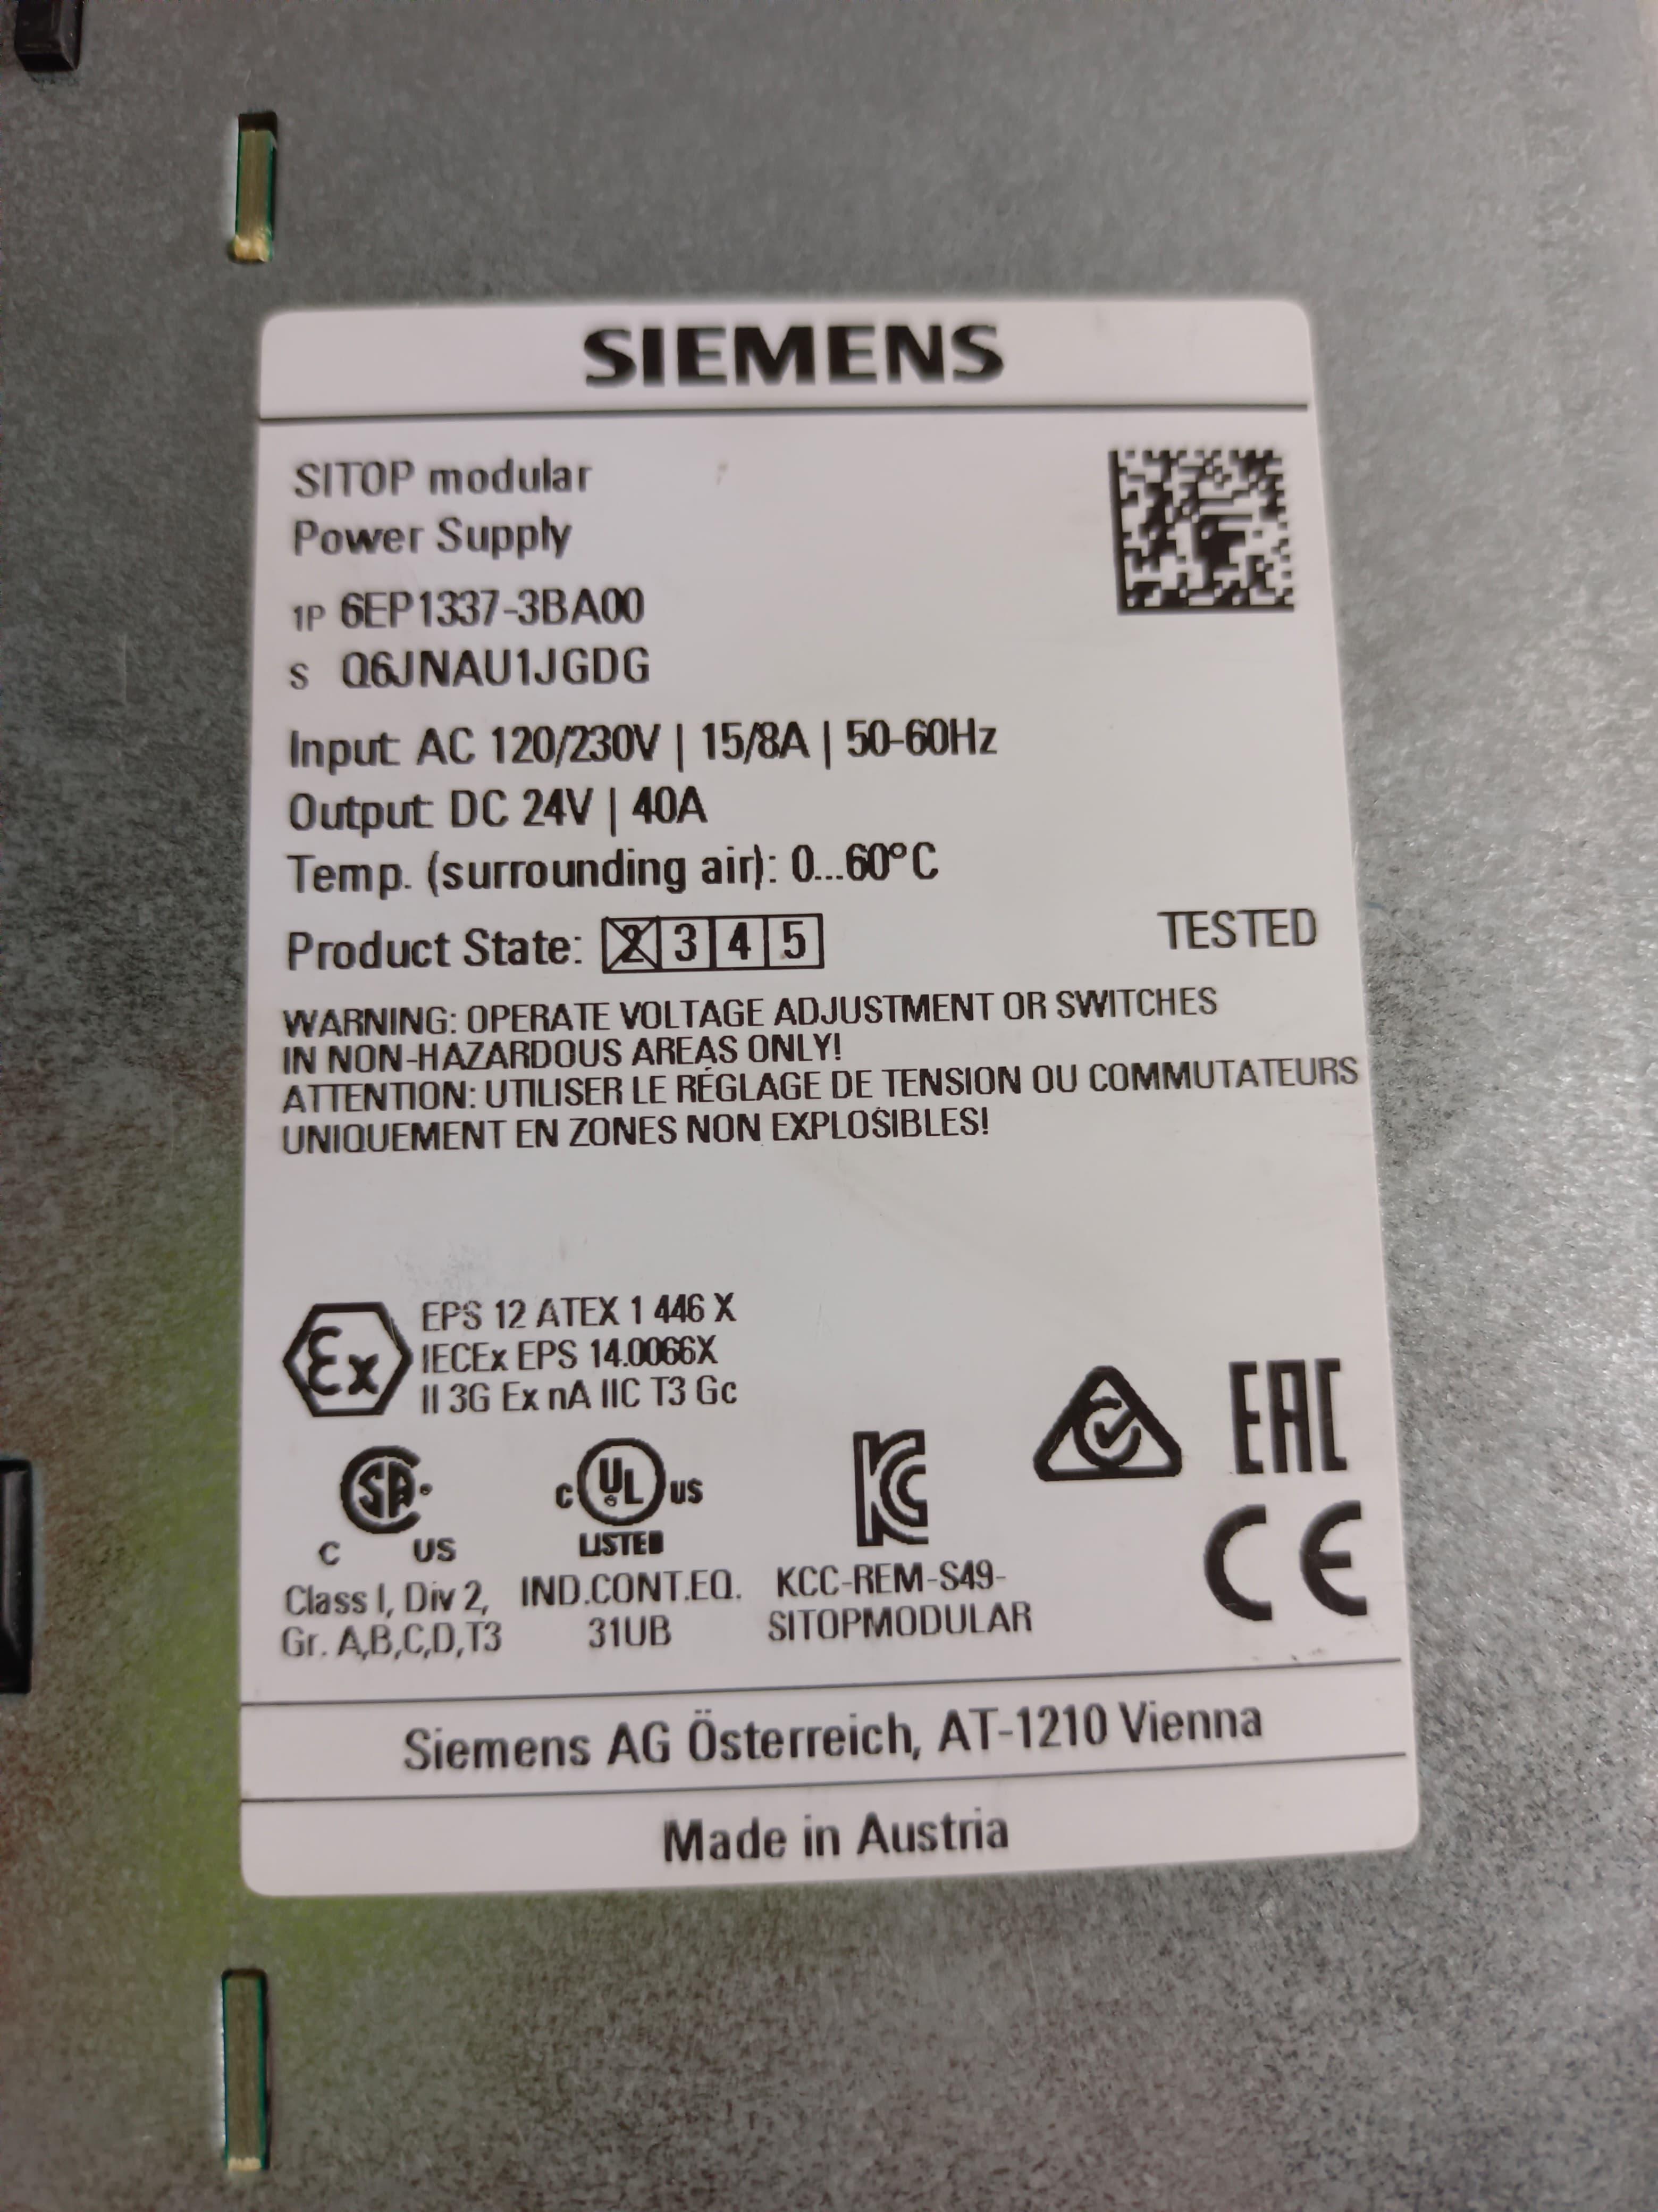 SIEMENS
SITOP modular
Power Supply
1P 6EP1337-3BA00
S Q6JNAU1JGDG
Input: AC 120/230V | 15/8A | 50-60Hz
Output: DC 24V | 40A
Temp. (surrounding air): 0...60°C
Product State: 2 3 4 5
TESTED
WARNING: OPERATE VOLTAGE ADJUSTMENT OR SWITCHES
IN NON-HAZARDOUS AREAS ONLY!
ATTENTION: UTILISER LE RÉGLAGE DE TENSION OU COMMUTATEURS
UNIQUEMENT EN ZONES NON EXPLOSIBLES!
Ex
EPS 12 ATEX 1 446 X
IECEx EPS 14.0066X
II 3G Ex nA IIC T3 Gc
EAC
SA
C US
Class I, Div 2,
Gr. A,B,C,D,T3
C UL US
LISTED
IND.CONT.EQ.
31UB
KC
KCC-REM-S49-
SITOPMODULAR
CE
Siemens AG Österreich, AT-1210 Vienna
Made in Austria